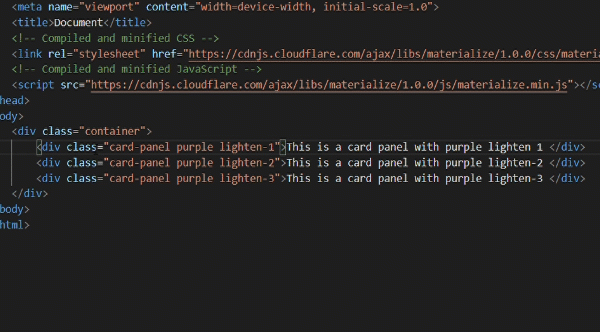 <meta name="viewport" content="width=device-width, initial-scale=1.0">
<title>Document</title>
<!-- Compiled and minified CSS -->
<link rel="stylesheet" href="https://cdnjs.cloudflare.com/ajax/libs/materialize/1.0.0/css/materia
<!-- Compiled and minified JavaScript -->
<script src="https://cdnjs.cloudflare.com/ajax/libs/materialize/1.0.0/js/materialize.min.js"></s
head>
ody>
<div class="container">
<div class="card-panel purple lighten-1">This is a card panel with purple lighten 1 </div>
<div class="card-panel purple lighten-2">This is a card panel with purple lighten-2 </div>
<div class="card-panel purple lighten-3">This is a card panel with purple lighten-3 </div>
</div>
body>
html>